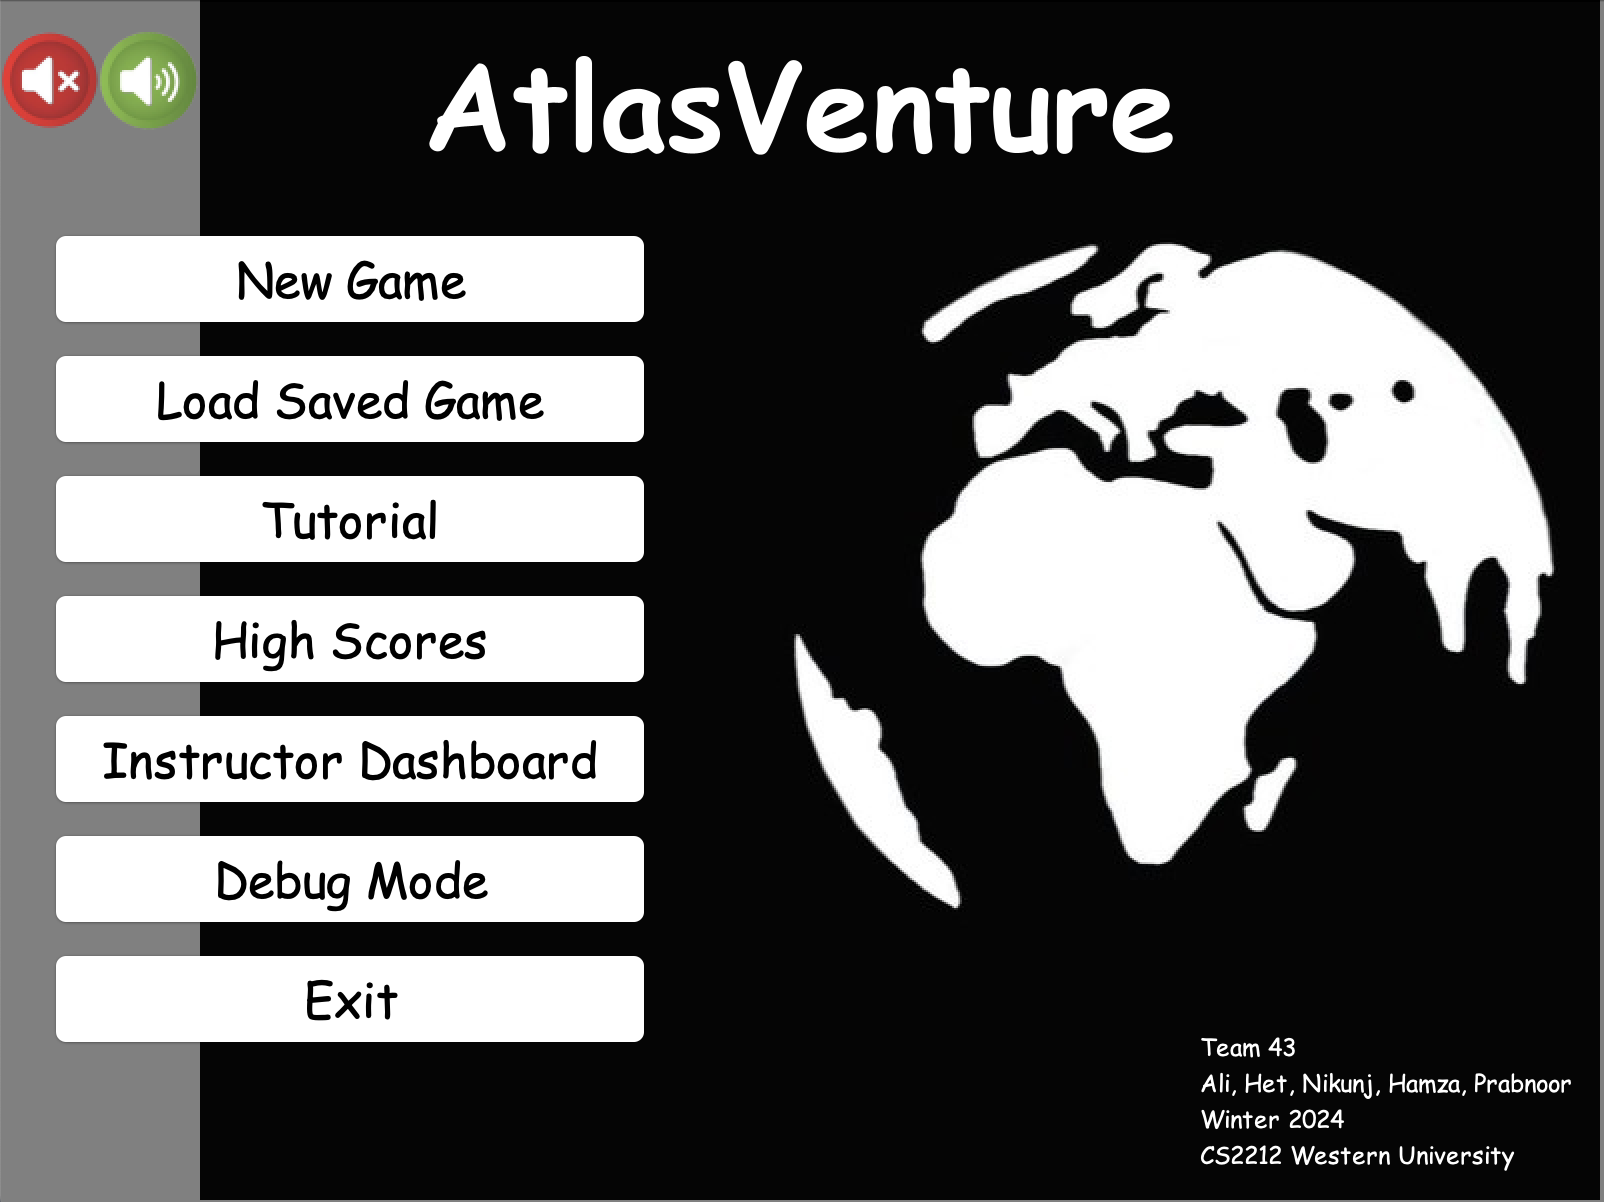 AtlasVenture
New Game
Load Saved Game
Tutorial
High Scores
Instructor Dashboard
Debug Mode
Exit
Team 43
Ali, Het, Nikunj, Hamza, Prabnoor
Winter 2024
CS2212 Western University